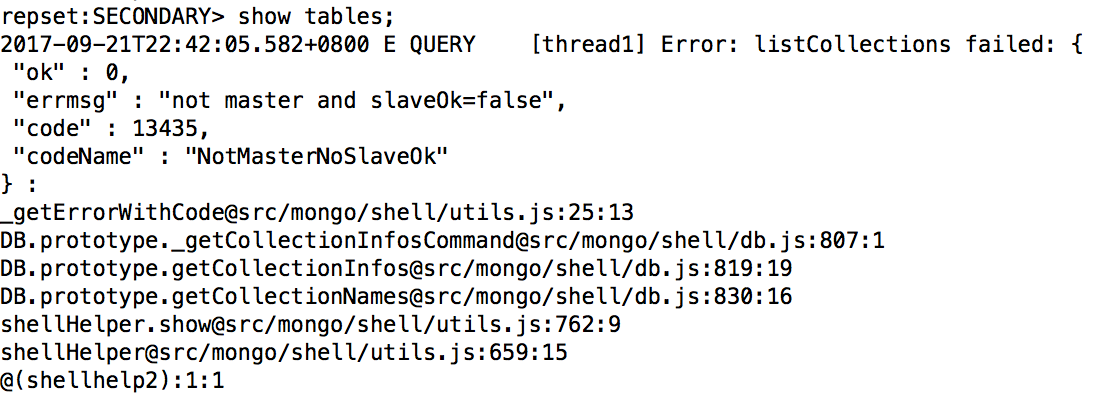 repset:SECONDARY> show tables;
2017-09-21T22:42:05.582+0800 E QUERY    [thread1] Error: listCollections failed: {
 "ok" : 0,
 "errmsg" : "not master and slaveOk=false",
 "code" : 13435,
 "codeName" : "NotMasterNoSlaveOk"
} :
_getErrorWithCode@src/mongo/shell/utils.js:25:13
DB.prototype._getCollectionInfosCommand@src/mongo/shell/db.js:807:1
DB.prototype.getCollectionInfos@src/mongo/shell/db.js:819:19
DB.prototype.getCollectionNames@src/mongo/shell/db.js:830:16
shellHelper.show@src/mongo/shell/utils.js:762:9
shellHelper@src/mongo/shell/utils.js:659:15
@(shellhelp2):1:1